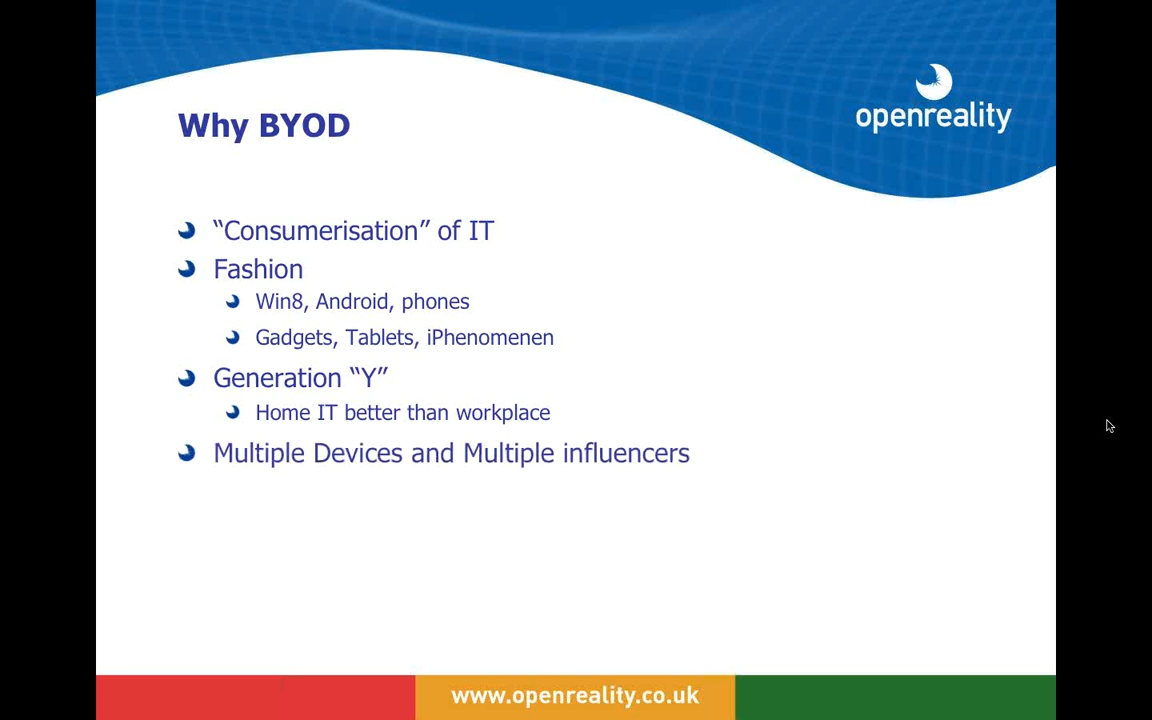 openreality
Why BYOD
“Consumerisation” of IT
Fashion
Win8, Android, phones
Gadgets, Tablets, iPhenomenen
Generation “Y”
Home IT better than workplace
Multiple Devices and Multiple influencers
www.openreality.co.uk